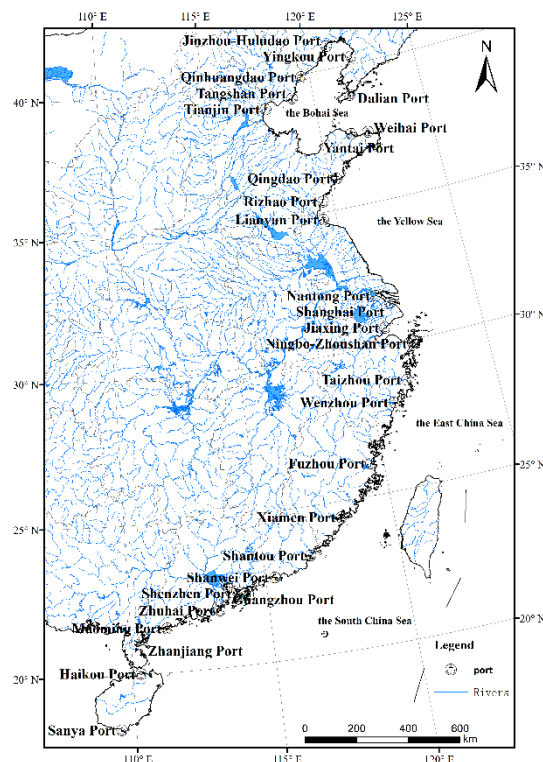 110° E
115° E
120° E
125° E
Jinzhou-Huludao Port
Yingkou Port
N
Qinhuangdao Port
Tangshan Port
Dalian Port
40° N
Tianjin Port
the Bohai Sea
Weihai Port
Yantai Port
35° N
Qingdao Port
Rizhao Port
Lianyan Port
the Yellow Sea
35° N
Nantong Port
Shanghai Port
Jiaxing Port
30° N
Ningbo-Zhoushan Port
Taizhou Port
30° N
Wenzhou Port
the East China Sea
Fuzhou Port
25° N
Xiamen Port
25° N
Shantou Port
Shanwei Port
Shenzhen Port
Guangzhou Port
Zhuhai Port
the South China Sea
20° N
Maoming Port
Zhanjiang Port
Legend
Haikou Port
port
20° N
Rivers
Sanya Port
0 100 200 400 600
km
110° E
115° E
120° E